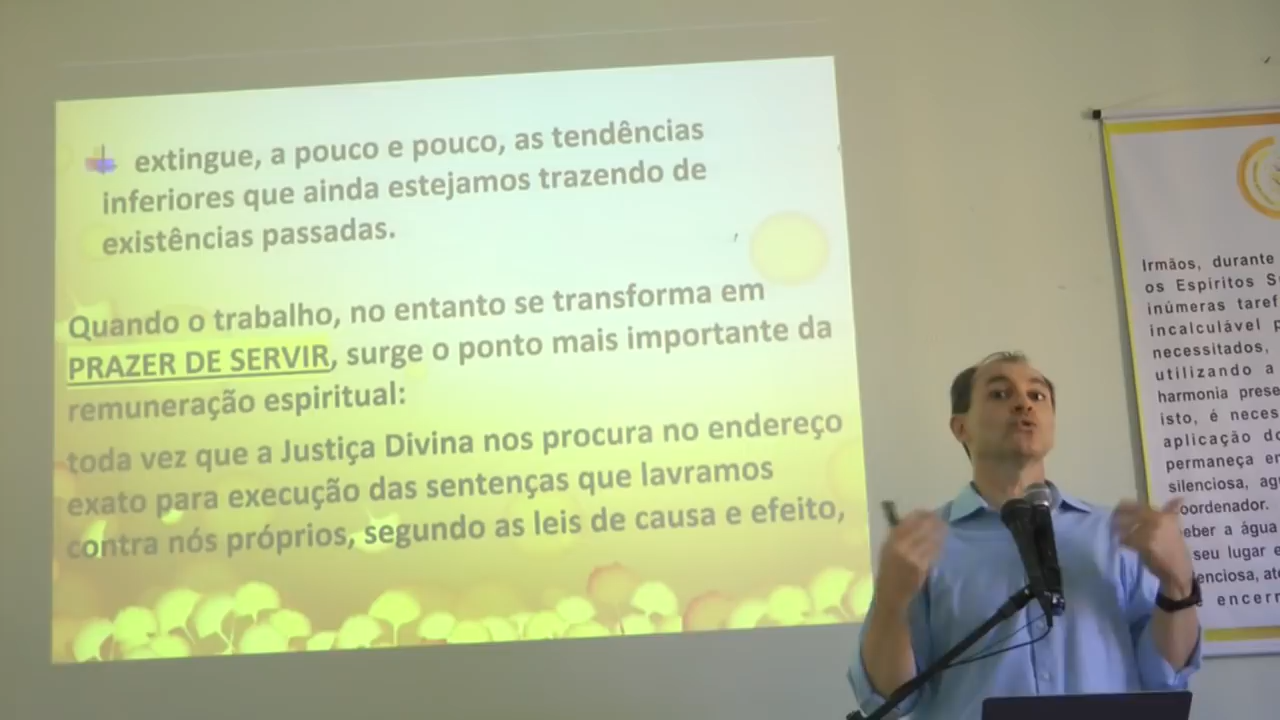 extingue, a pouco e pouco, as tendências
inferiores que ainda estejamos trazendo de
existências passadas.
Quando o trabalho, no entanto se transforma em
PRAZER DE SERVIR, surge o ponto mais importante da
remuneração espiritual:
toda vez que a Justiça Divina nos procura no endereço
exato para execução das sentenças que lavramos
contra nós próprios, segundo as leis de causa e efeito,
Irmãos, durante
os Espíritos
inúmeras
incalculável
necessitados,
utilizando a
harmonia
isto, é
aplicação
permaneça
silenciosa,
a água
seu lugar e